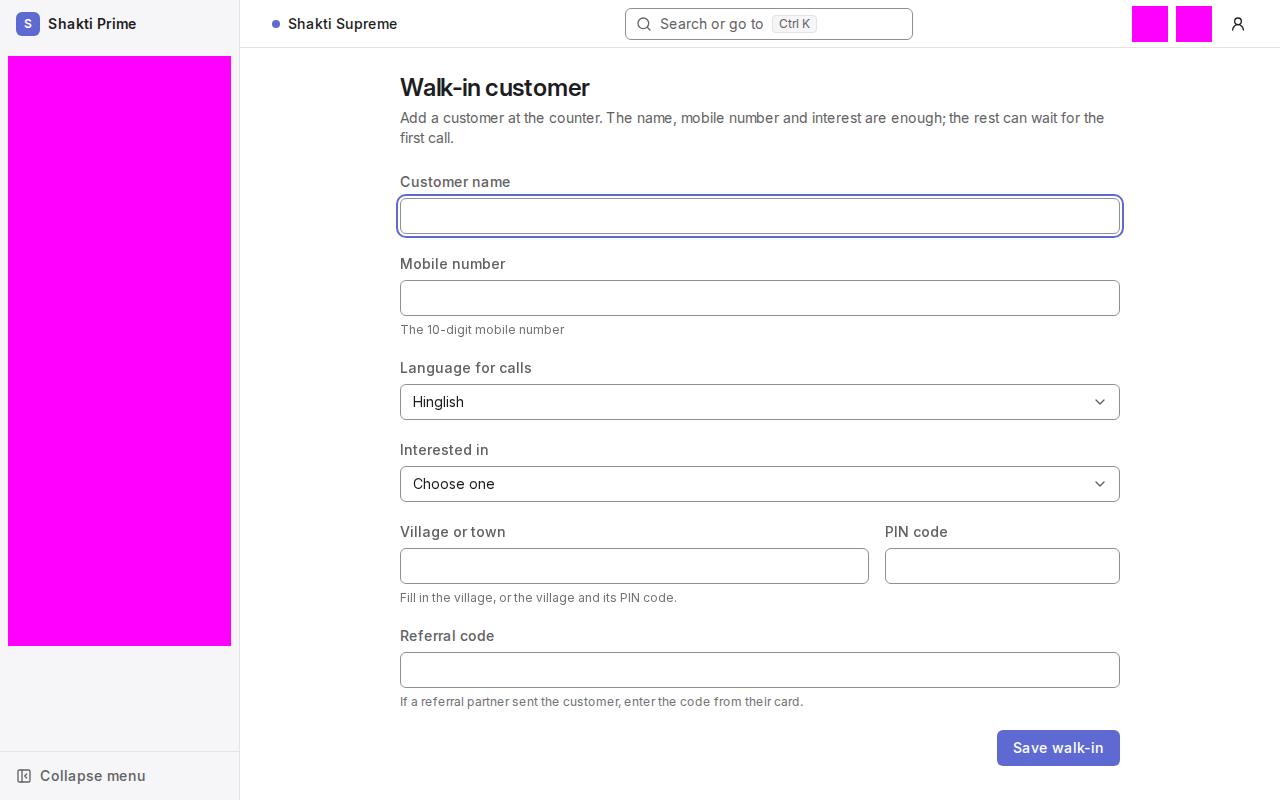 S Shakti Prime
Shakti Supreme
Search or go to Ctrl K
Walk-in customer
Add a customer at the counter. The name, mobile number and interest are enough; the rest can wait for the
first call.
Customer name
Mobile number
The 10-digit mobile number
Language for calls
Hinglish
Interested in
Choose one
Village or town
PIN code
Fill in the village, or the village and its PIN code.
Referral code
If a referral partner sent the customer, enter the code from their card.
Save walk-in
Collapse menu